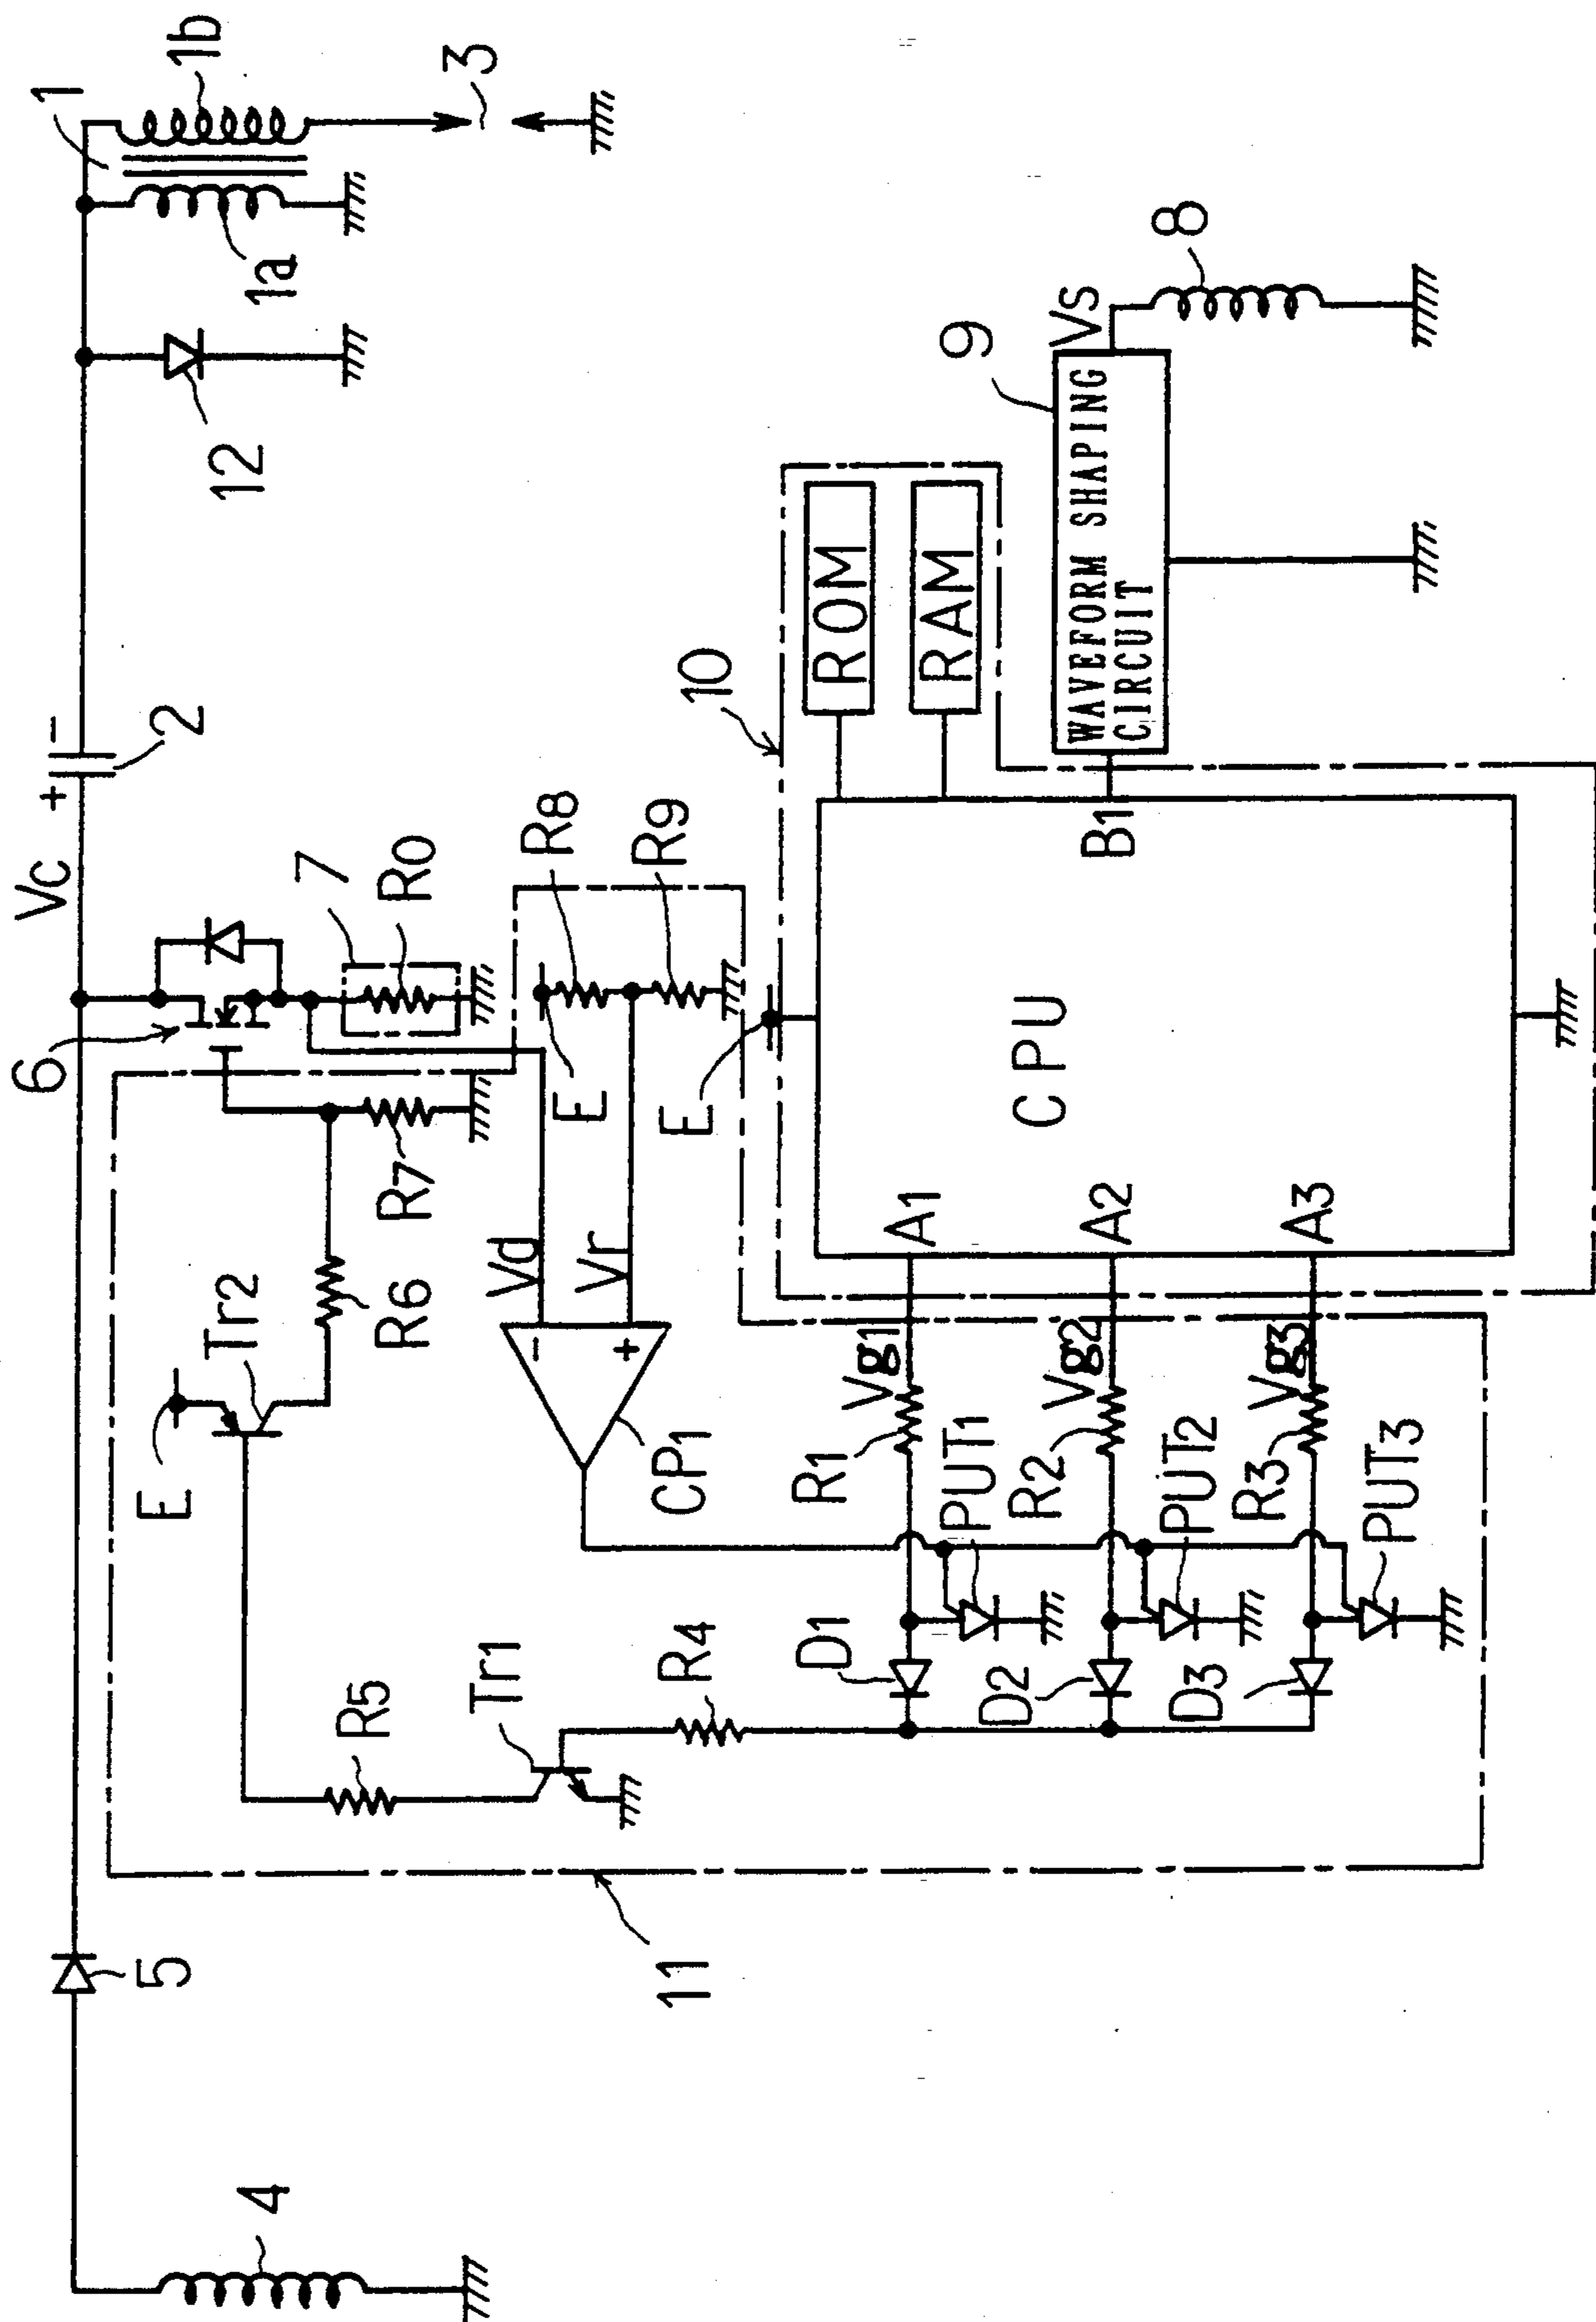 1
1b
3
1a
12
Vc
+
−
2
6
7
R0
R7
R8
R9
E
E
Tr2
E
R6
Vd
Vr
−
+
CP1
10
ROM
RAM
9
WAVEFORM SHAPING
CIRCUIT
Vs
8
B1
CPU
A1
A2
A3
Vg1
Vg2
Vg3
R1
R2
R3
PUT1
PUT2
PUT3
D1
D2
D3
R4
Tr1
R5
11
5
4